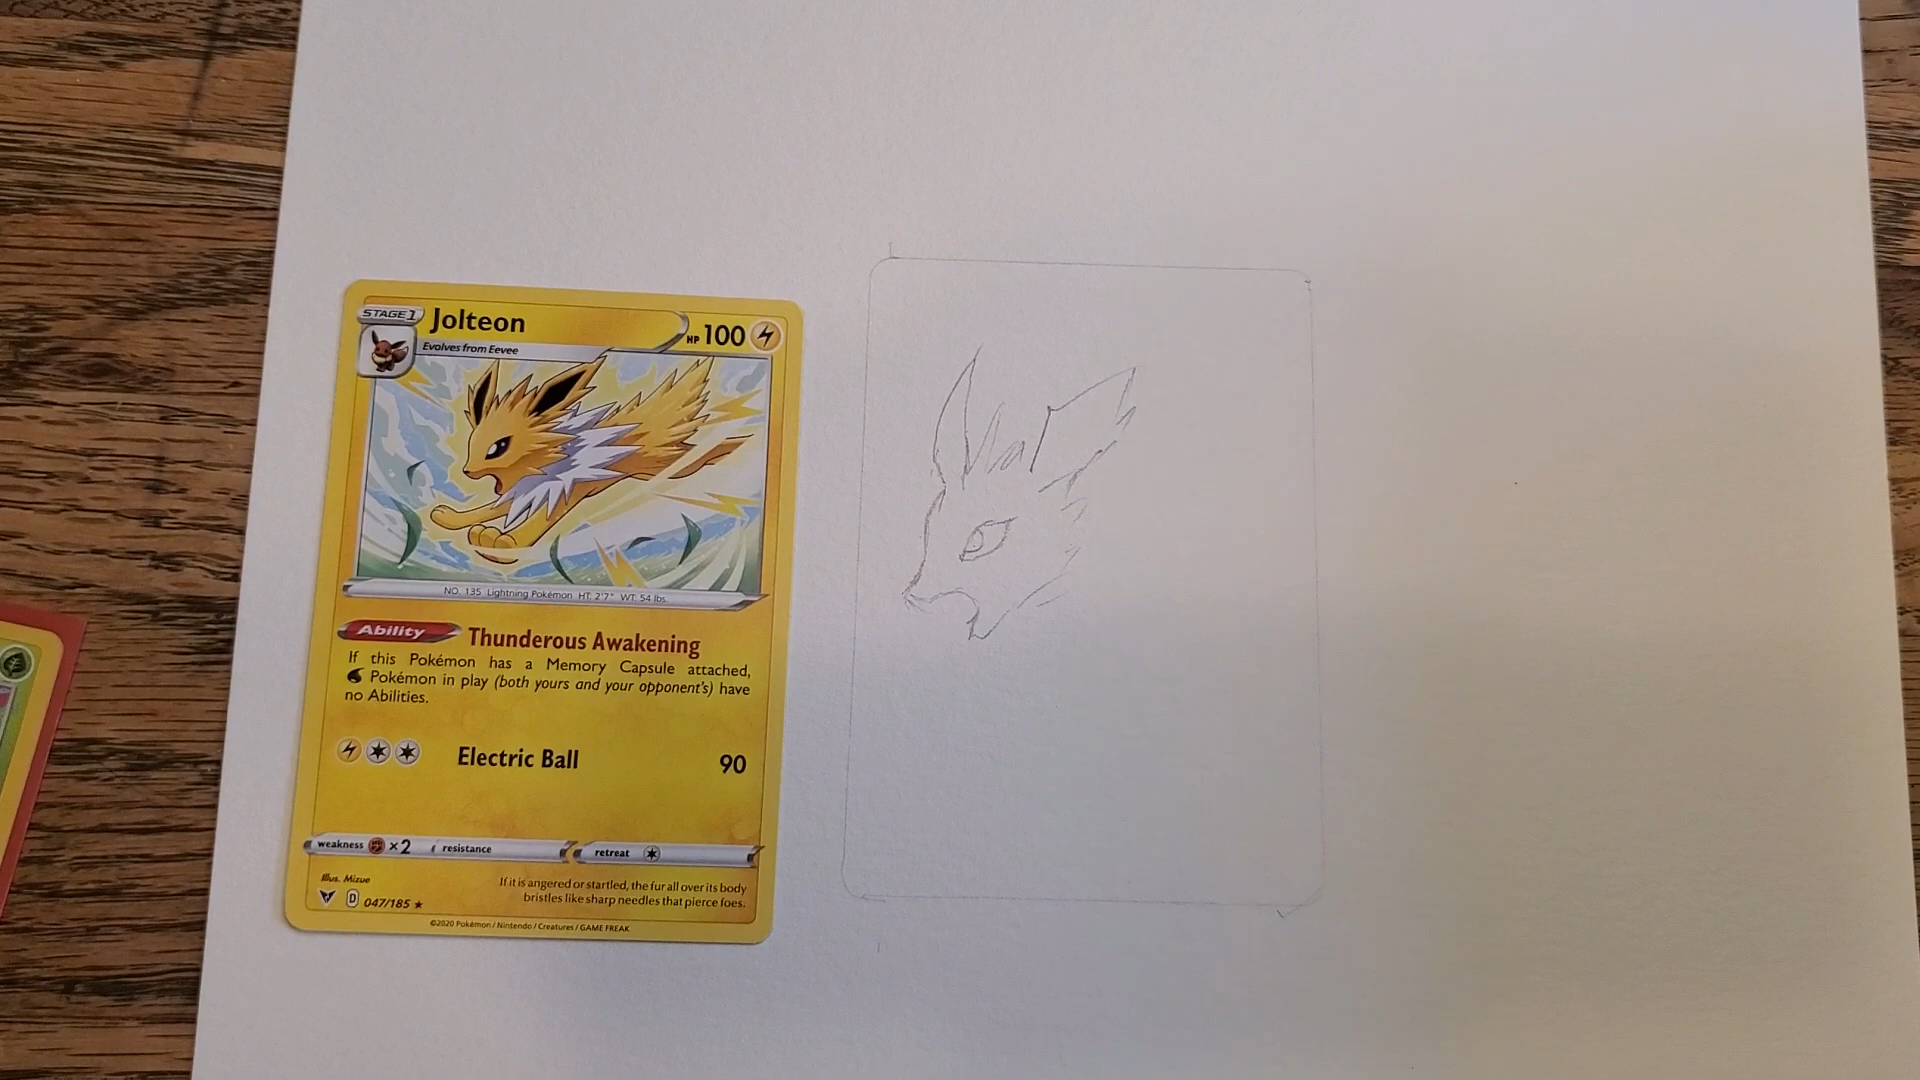 STAGE 1
Jolteon
HP 100
Evolves from Eevee
NO. 135 Lightning Pokémon HT: 2'7" WT: 54 lbs.
Ability
Thunderous Awakening
If this Pokémon has a Memory Capsule attached,
Pokémon in play (both yours and your opponent's) have
no Abilities.
Electric Ball 90
weakness ×2 resistance retreat
Illus. Mizue
If it is angered or startled, the fur all over its body
bristles like sharp needles that pierce foes.
D 047/185 ★
©2020 Pokémon / Nintendo / Creatures / GAME FREAK